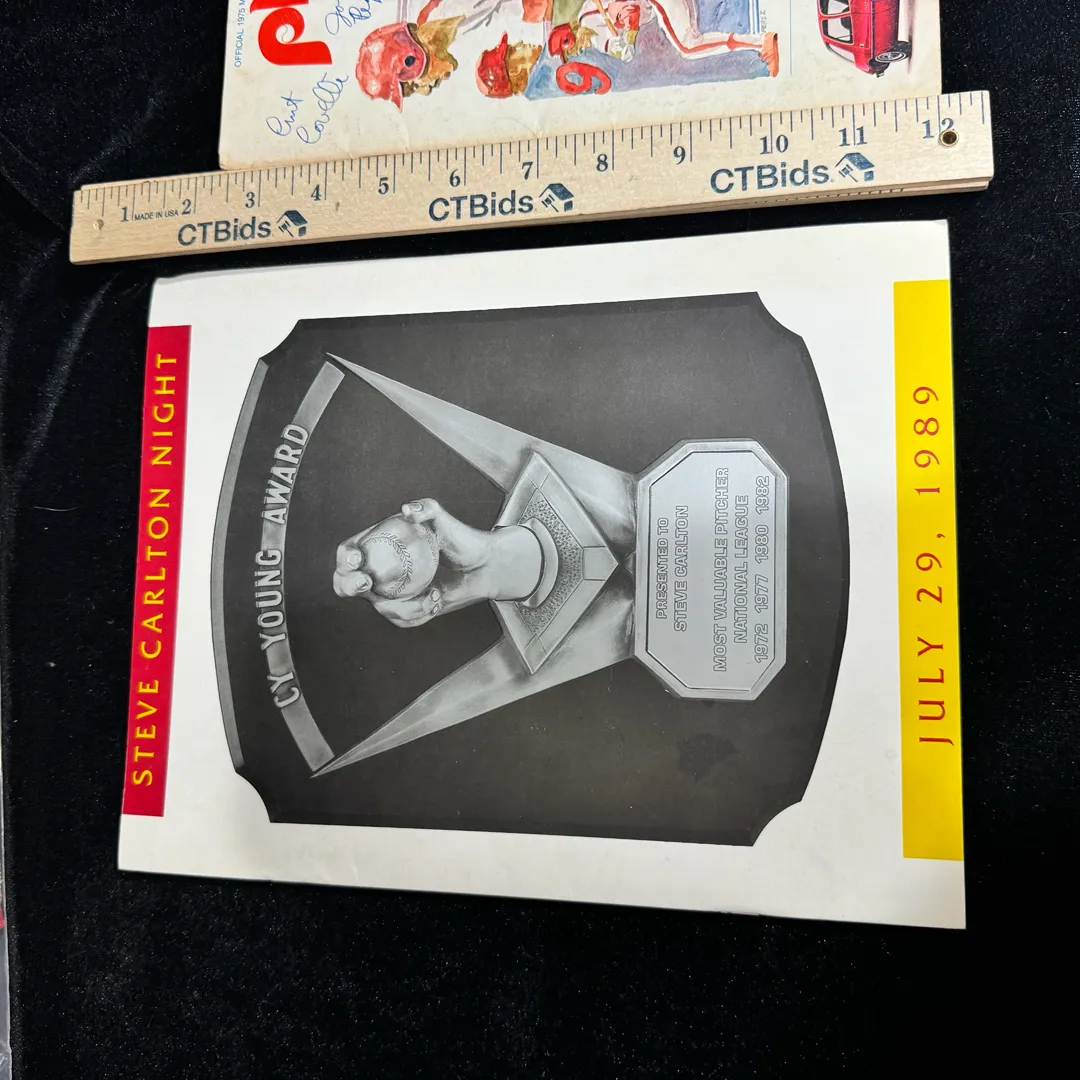 OFFICIAL 1975
Curt
1 MADE IN USA 2 3 4 5 6 7 8 9 10 11 12
CTBids CTBids CTBids
STEVE CARLTON NIGHT
CY YOUNG AWARD
PRESENTED TO
STEVE CARLTON
MOST VALUABLE PITCHER
NATIONAL LEAGUE
1972 1977 1980 1982
JULY 29, 1989